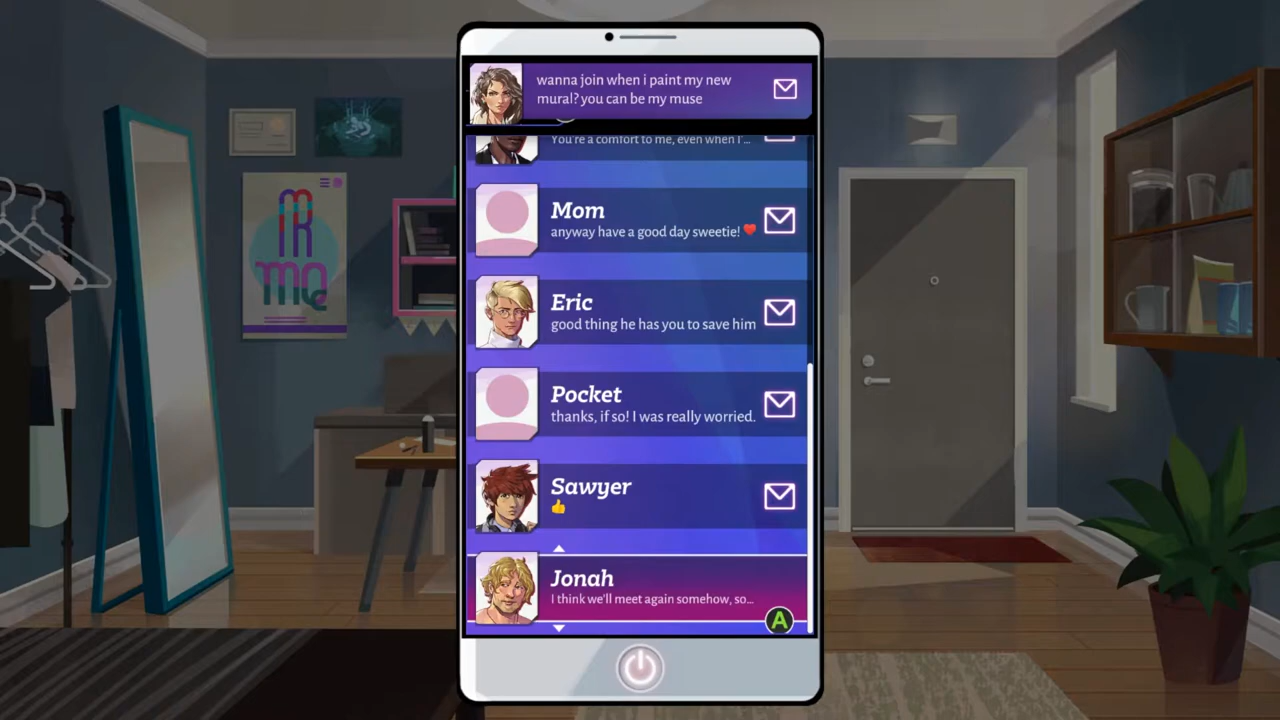 wanna join when i paint my new
mural? you can be my muse
You're a comfort to me, even when I'...
Mom
anyway have a good day sweetie! ❤️
Eric
good thing he has you to save him
Pocket
thanks, if so! I was really worried.
Sawyer
👍
Jonah
I think we'll meet again somehow, so...
A